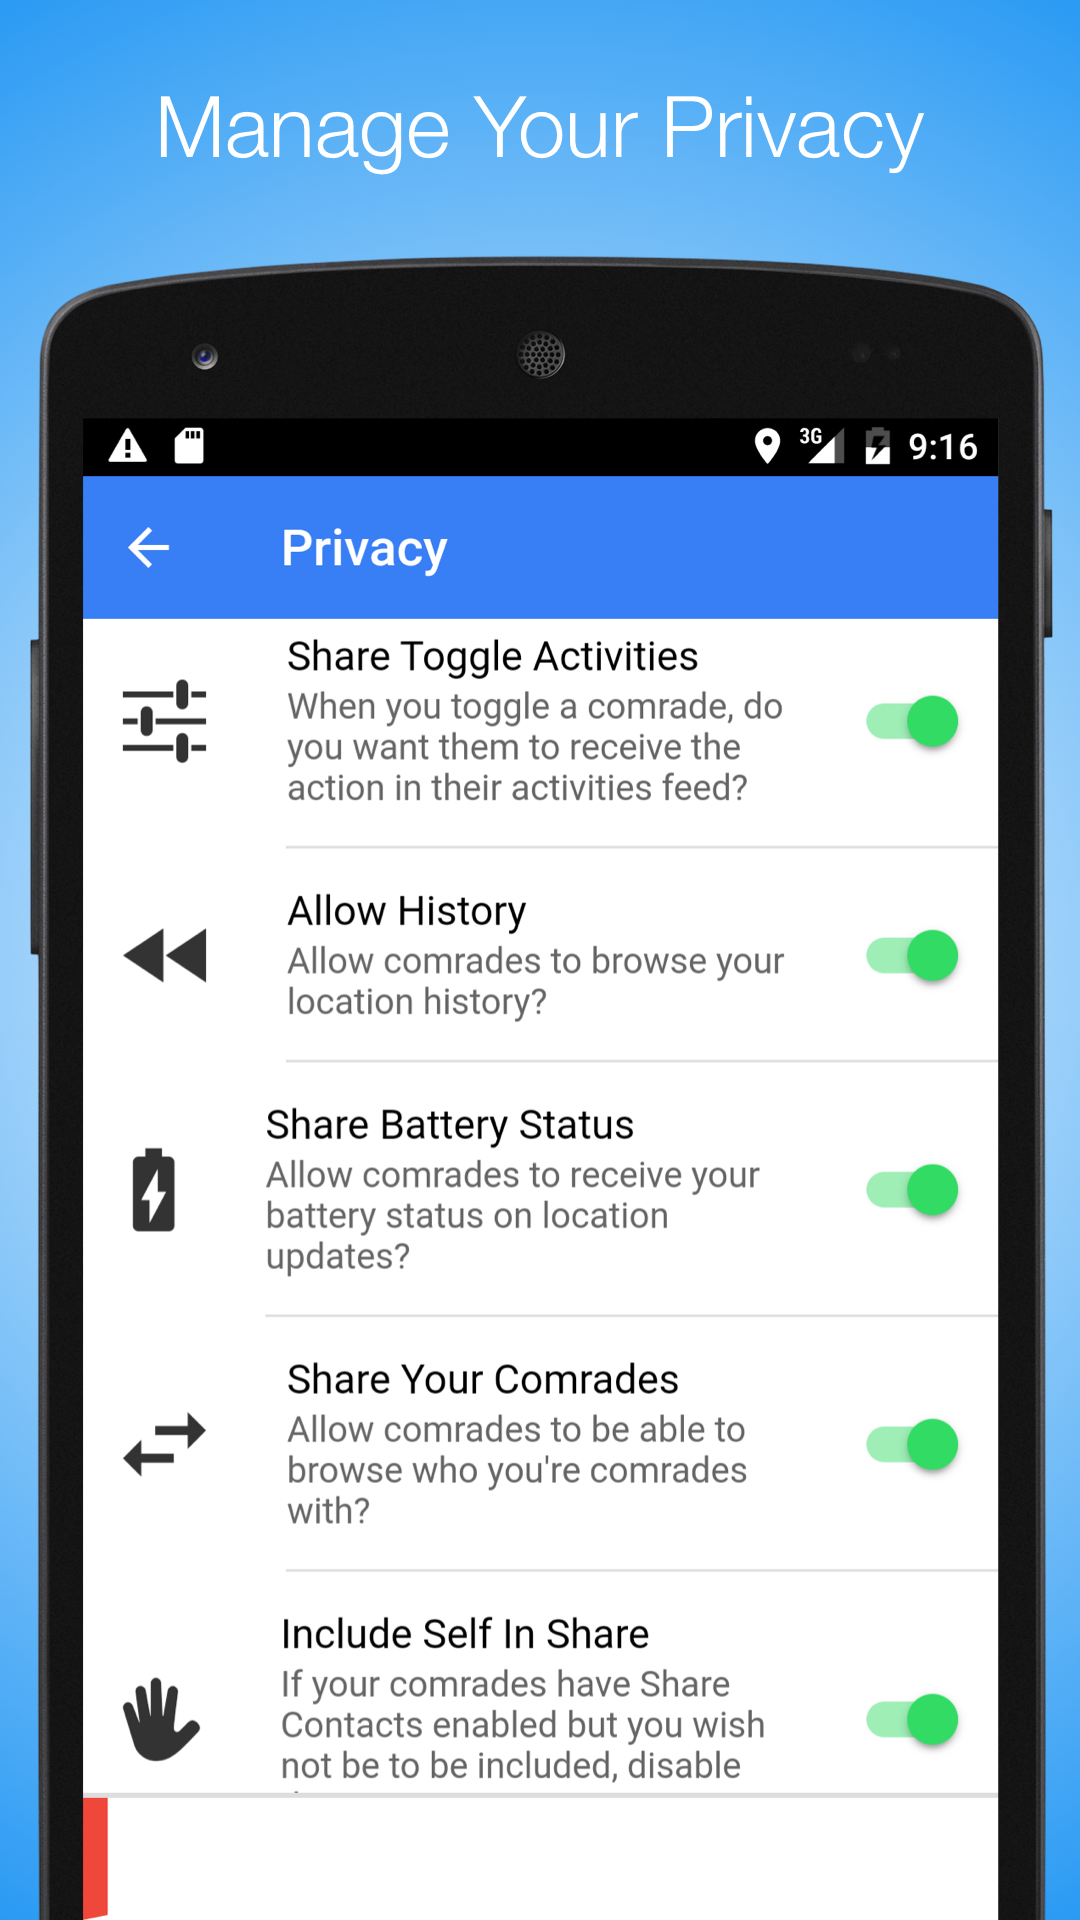 Manage Your Privacy
3G 9:16
Privacy
Share Toggle Activities
When you toggle a comrade, do
you want them to receive the
action in their activities feed?
Allow History
Allow comrades to browse your
location history?
Share Battery Status
Allow comrades to receive your
battery status on location
updates?
Share Your Comrades
Allow comrades to be able to
browse who you're comrades
with?
Include Self In Share
If your comrades have Share
Contacts enabled but you wish
not be to be included, disable